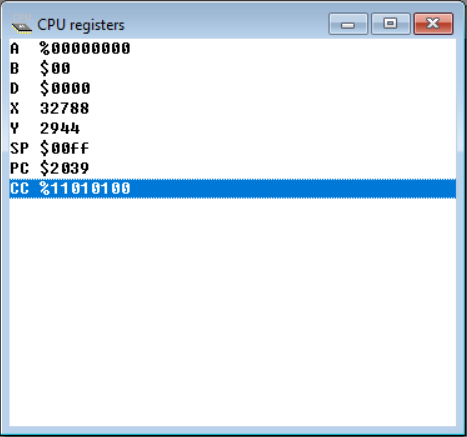 CPU registers
A %00000000
B $00
D $0000
X 32788
Y 2944
SP $00ff
PC $2039
CC %11010100